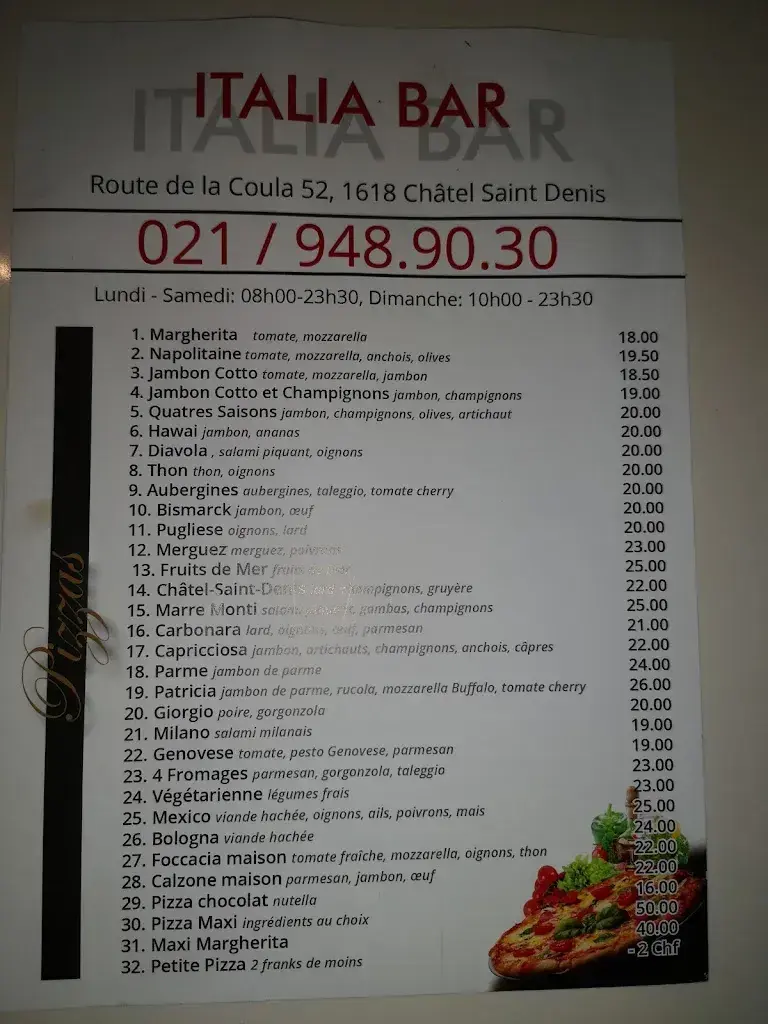 ITALIA BAR
Route de la Coula 52, 1618 Châtel Saint Denis
021 / 948.90.30
Lundi - Samedi: 08h00-23h30, Dimanche: 10h00 - 23h30
Pizzas
1. Margherita tomate, mozzarella 18.00
2. Napolitaine tomate, mozzarella, anchois, olives 19.50
3. Jambon Cotto tomate, mozzarella, jambon 18.50
4. Jambon Cotto et Champignons jambon, champignons 19.00
5. Quatres Saisons jambon, champignons, olives, artichaut 20.00
6. Hawai jambon, ananas 20.00
7. Diavola , salami piquant, oignons 20.00
8. Thon thon, oignons 20.00
9. Aubergines aubergines, taleggio, tomate cherry 20.00
10. Bismarck jambon, œuf 20.00
11. Pugliese oignons, lard 20.00
12. Merguez merguez, poivrons 23.00
13. Fruits de Mer fruits de mer 25.00
14. Châtel-Saint-Denis champignons, gruyère 22.00
15. Marre Monti gambas, champignons 25.00
16. Carbonara lard, oignons, œuf, parmesan 21.00
17. Capricciosa jambon, artichauts, champignons, anchois, câpres 22.00
18. Parme jambon de parme 24.00
19. Patricia jambon de parme, rucola, mozzarella Buffalo, tomate cherry 26.00
20. Giorgio poire, gorgonzola 20.00
21. Milano salami milanais 19.00
22. Genovese tomate, pesto Genovese, parmesan 19.00
23. 4 Fromages parmesan, gorgonzola, taleggio 23.00
24. Végétarienne légumes frais 23.00
25. Mexico viande hachée, oignons, ails, poivrons, mais 25.00
26. Bologna viande hachée 24.00
27. Foccacia maison tomate fraîche, mozzarella, oignons, thon 22.00
28. Calzone maison parmesan, jambon, œuf 22.00
29. Pizza chocolat nutella 16.00
30. Pizza Maxi ingrédients au choix 50.00
31. Maxi Margherita 40.00
32. Petite Pizza 2 franks de moins - 2 Chf